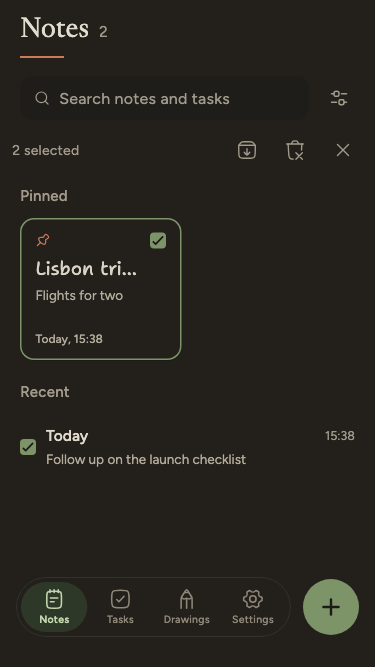 Notes 2
Search notes and tasks
2 selected
Pinned
Lisbon tri...
Flights for two
Today, 15:38
Recent
Today 15:38
Follow up on the launch checklist
Notes Tasks Drawings Settings